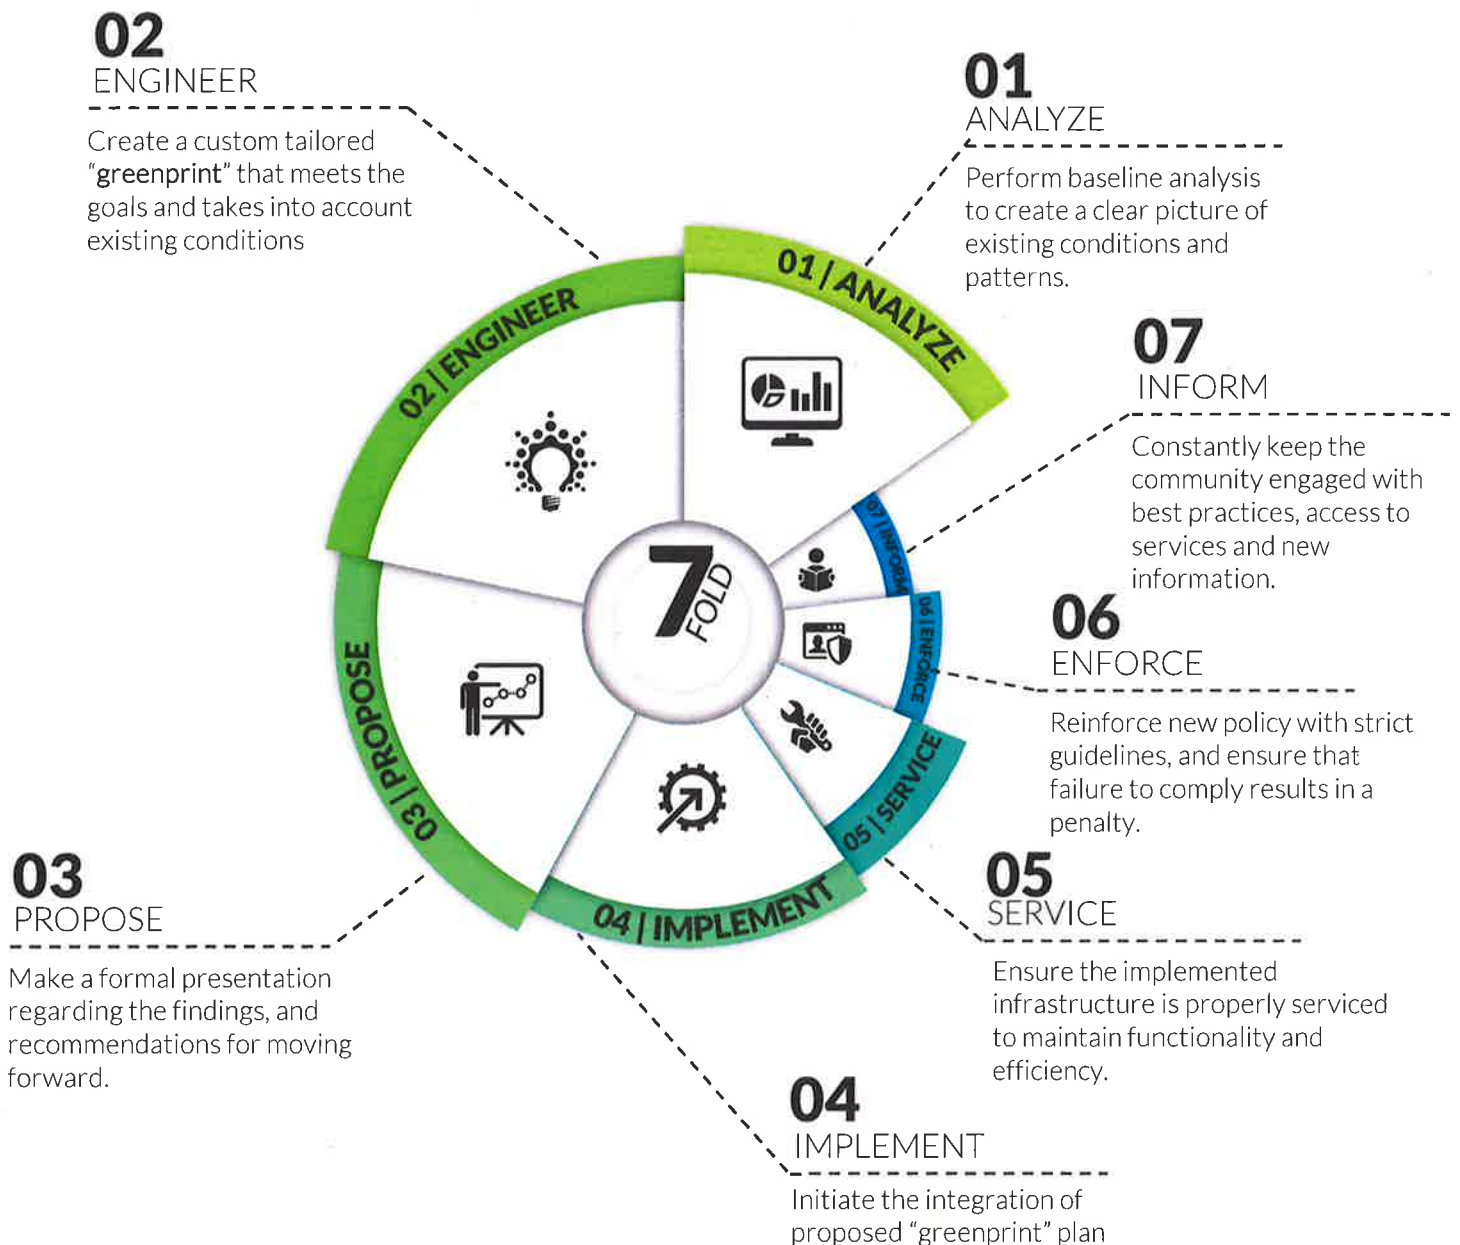 02
ENGINEER
Create a custom tailored
“greenprint” that meets the
goals and takes into account
existing conditions
01
ANALYZE
Perform baseline analysis
to create a clear picture of
existing conditions and
patterns.
07
INFORM
Constantly keep the
community engaged with
best practices, access to
services and new
information.
06
ENFORCE
Reinforce new policy with strict
guidelines, and ensure that
failure to comply results in a
penalty.
05
SERVICE
Ensure the implemented
infrastructure is properly serviced
to maintain functionality and
efficiency.
04
IMPLEMENT
Initiate the integration of
proposed “greenprint” plan
03
PROPOSE
Make a formal presentation
regarding the findings, and
recommendations for moving
forward.
01 | ANALYZE
02 | ENGINEER
03 | PROPOSE
04 | IMPLEMENT
05 | SERVICE
06 | ENFORCE
07 | INFORM
7
FOLD